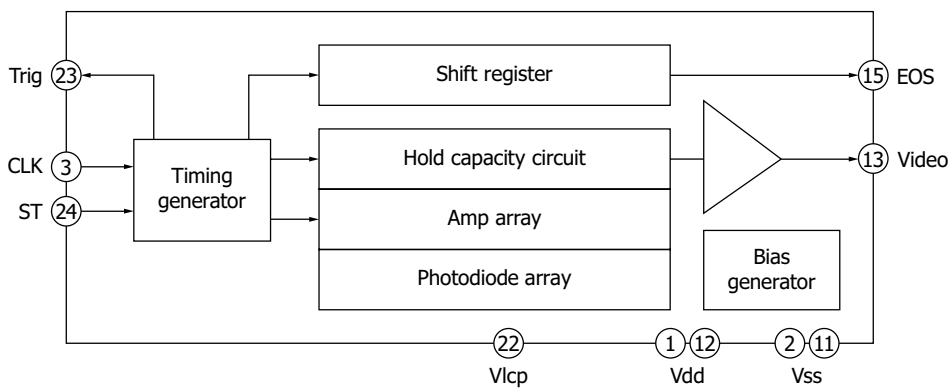 Trig
23
Shift register
15
EOS
CLK
3
Timing
generator
Hold capacity circuit
13
Video
ST
24
Amp array
Photodiode array
Bias
generator
22
1
12
2
11
Vlcp
Vdd
Vss